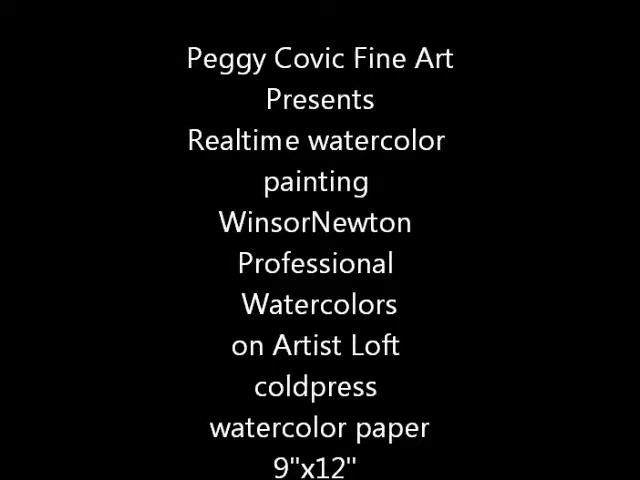 Peggy Covic Fine Art
Presents
Realtime watercolor
painting
WinsorNewton
Professional
Watercolors
on Artist Loft
coldpress
watercolor paper
9"x12"